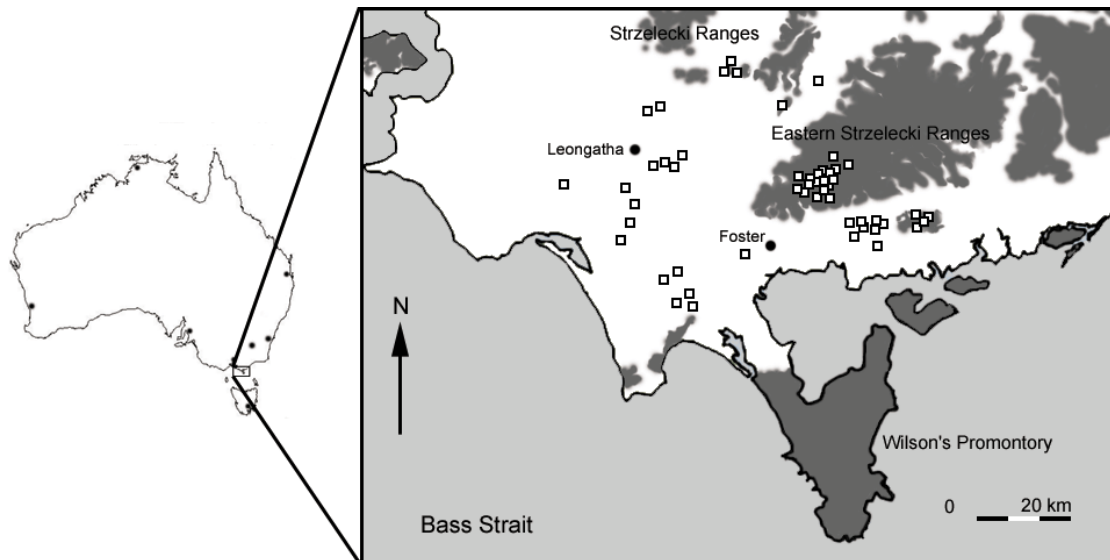 Strzelecki Ranges
Eastern Strzelecki Ranges
Leongatha
Foster
N
Wilson's Promontory
0 20 km
Bass Strait